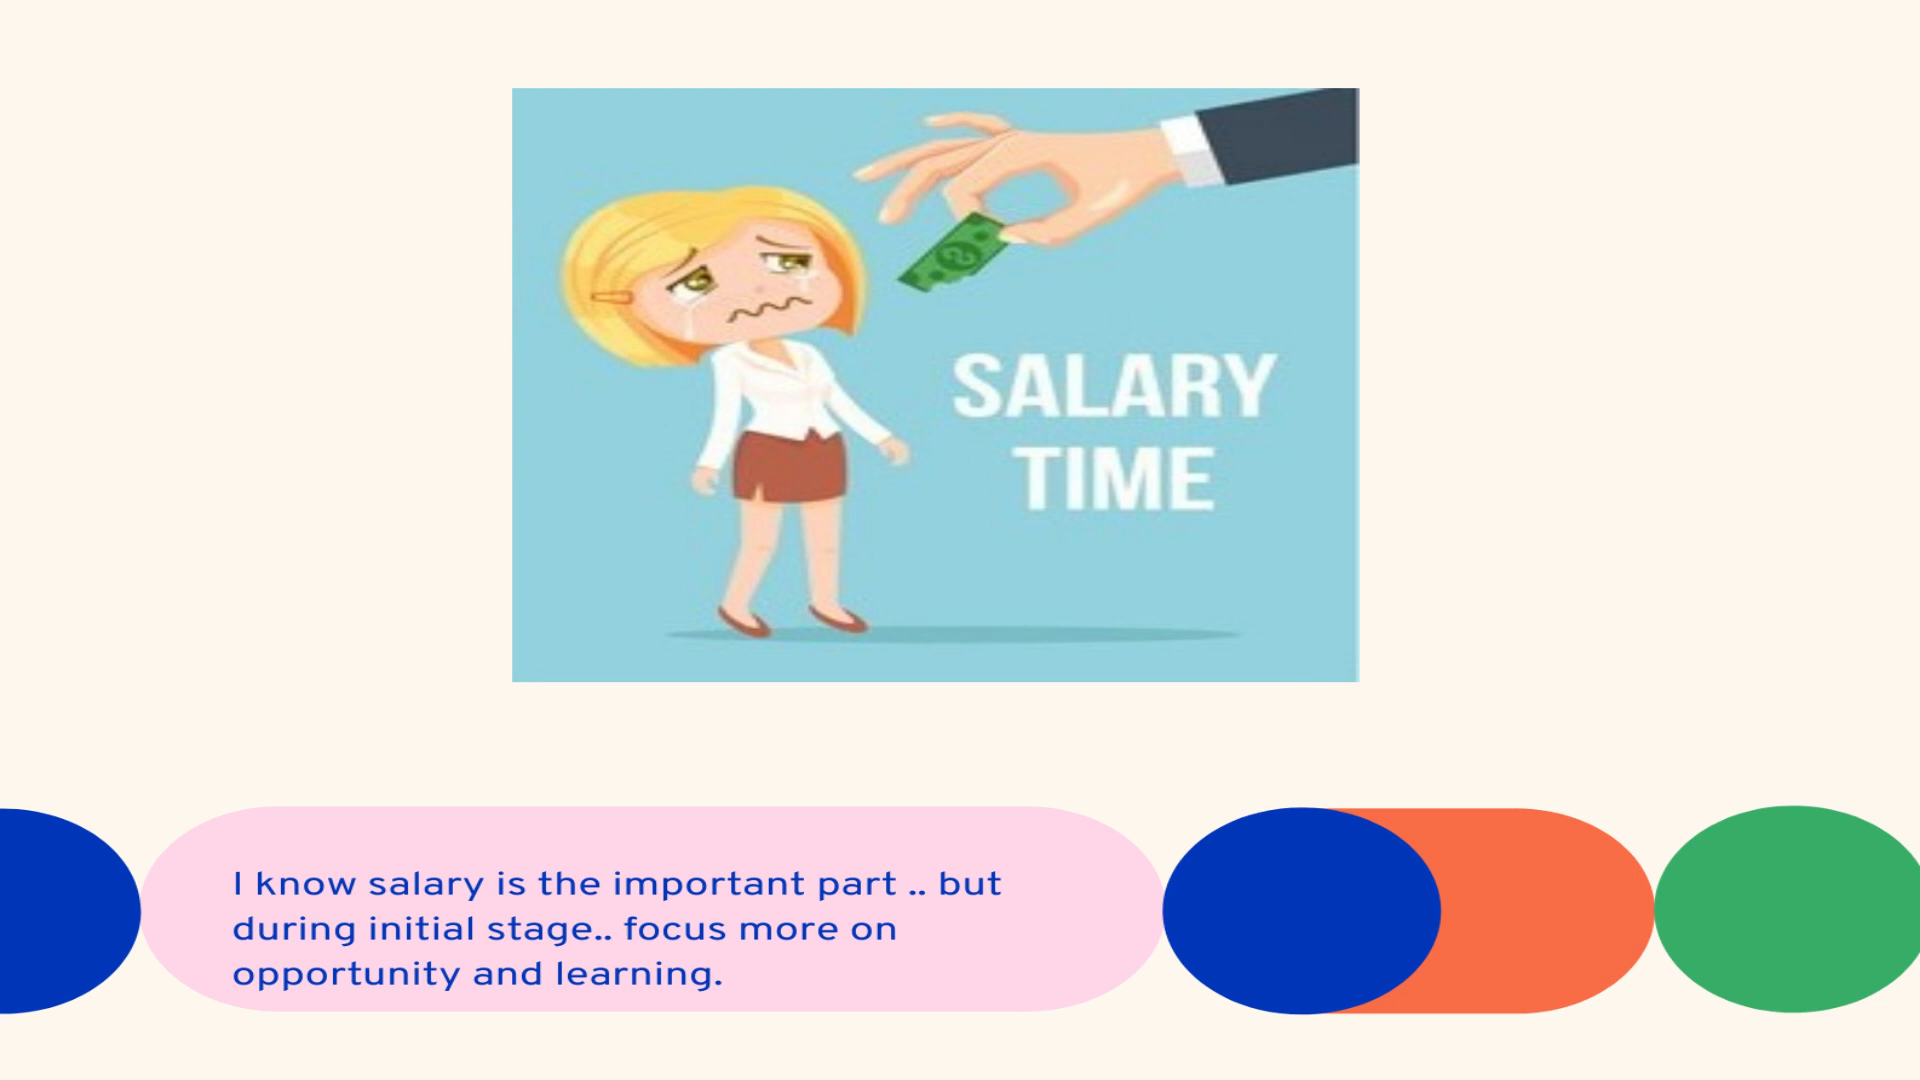 SALARY
TIME
I know salary is the important part .. but
during initial stage.. focus more on
opportunity and learning.